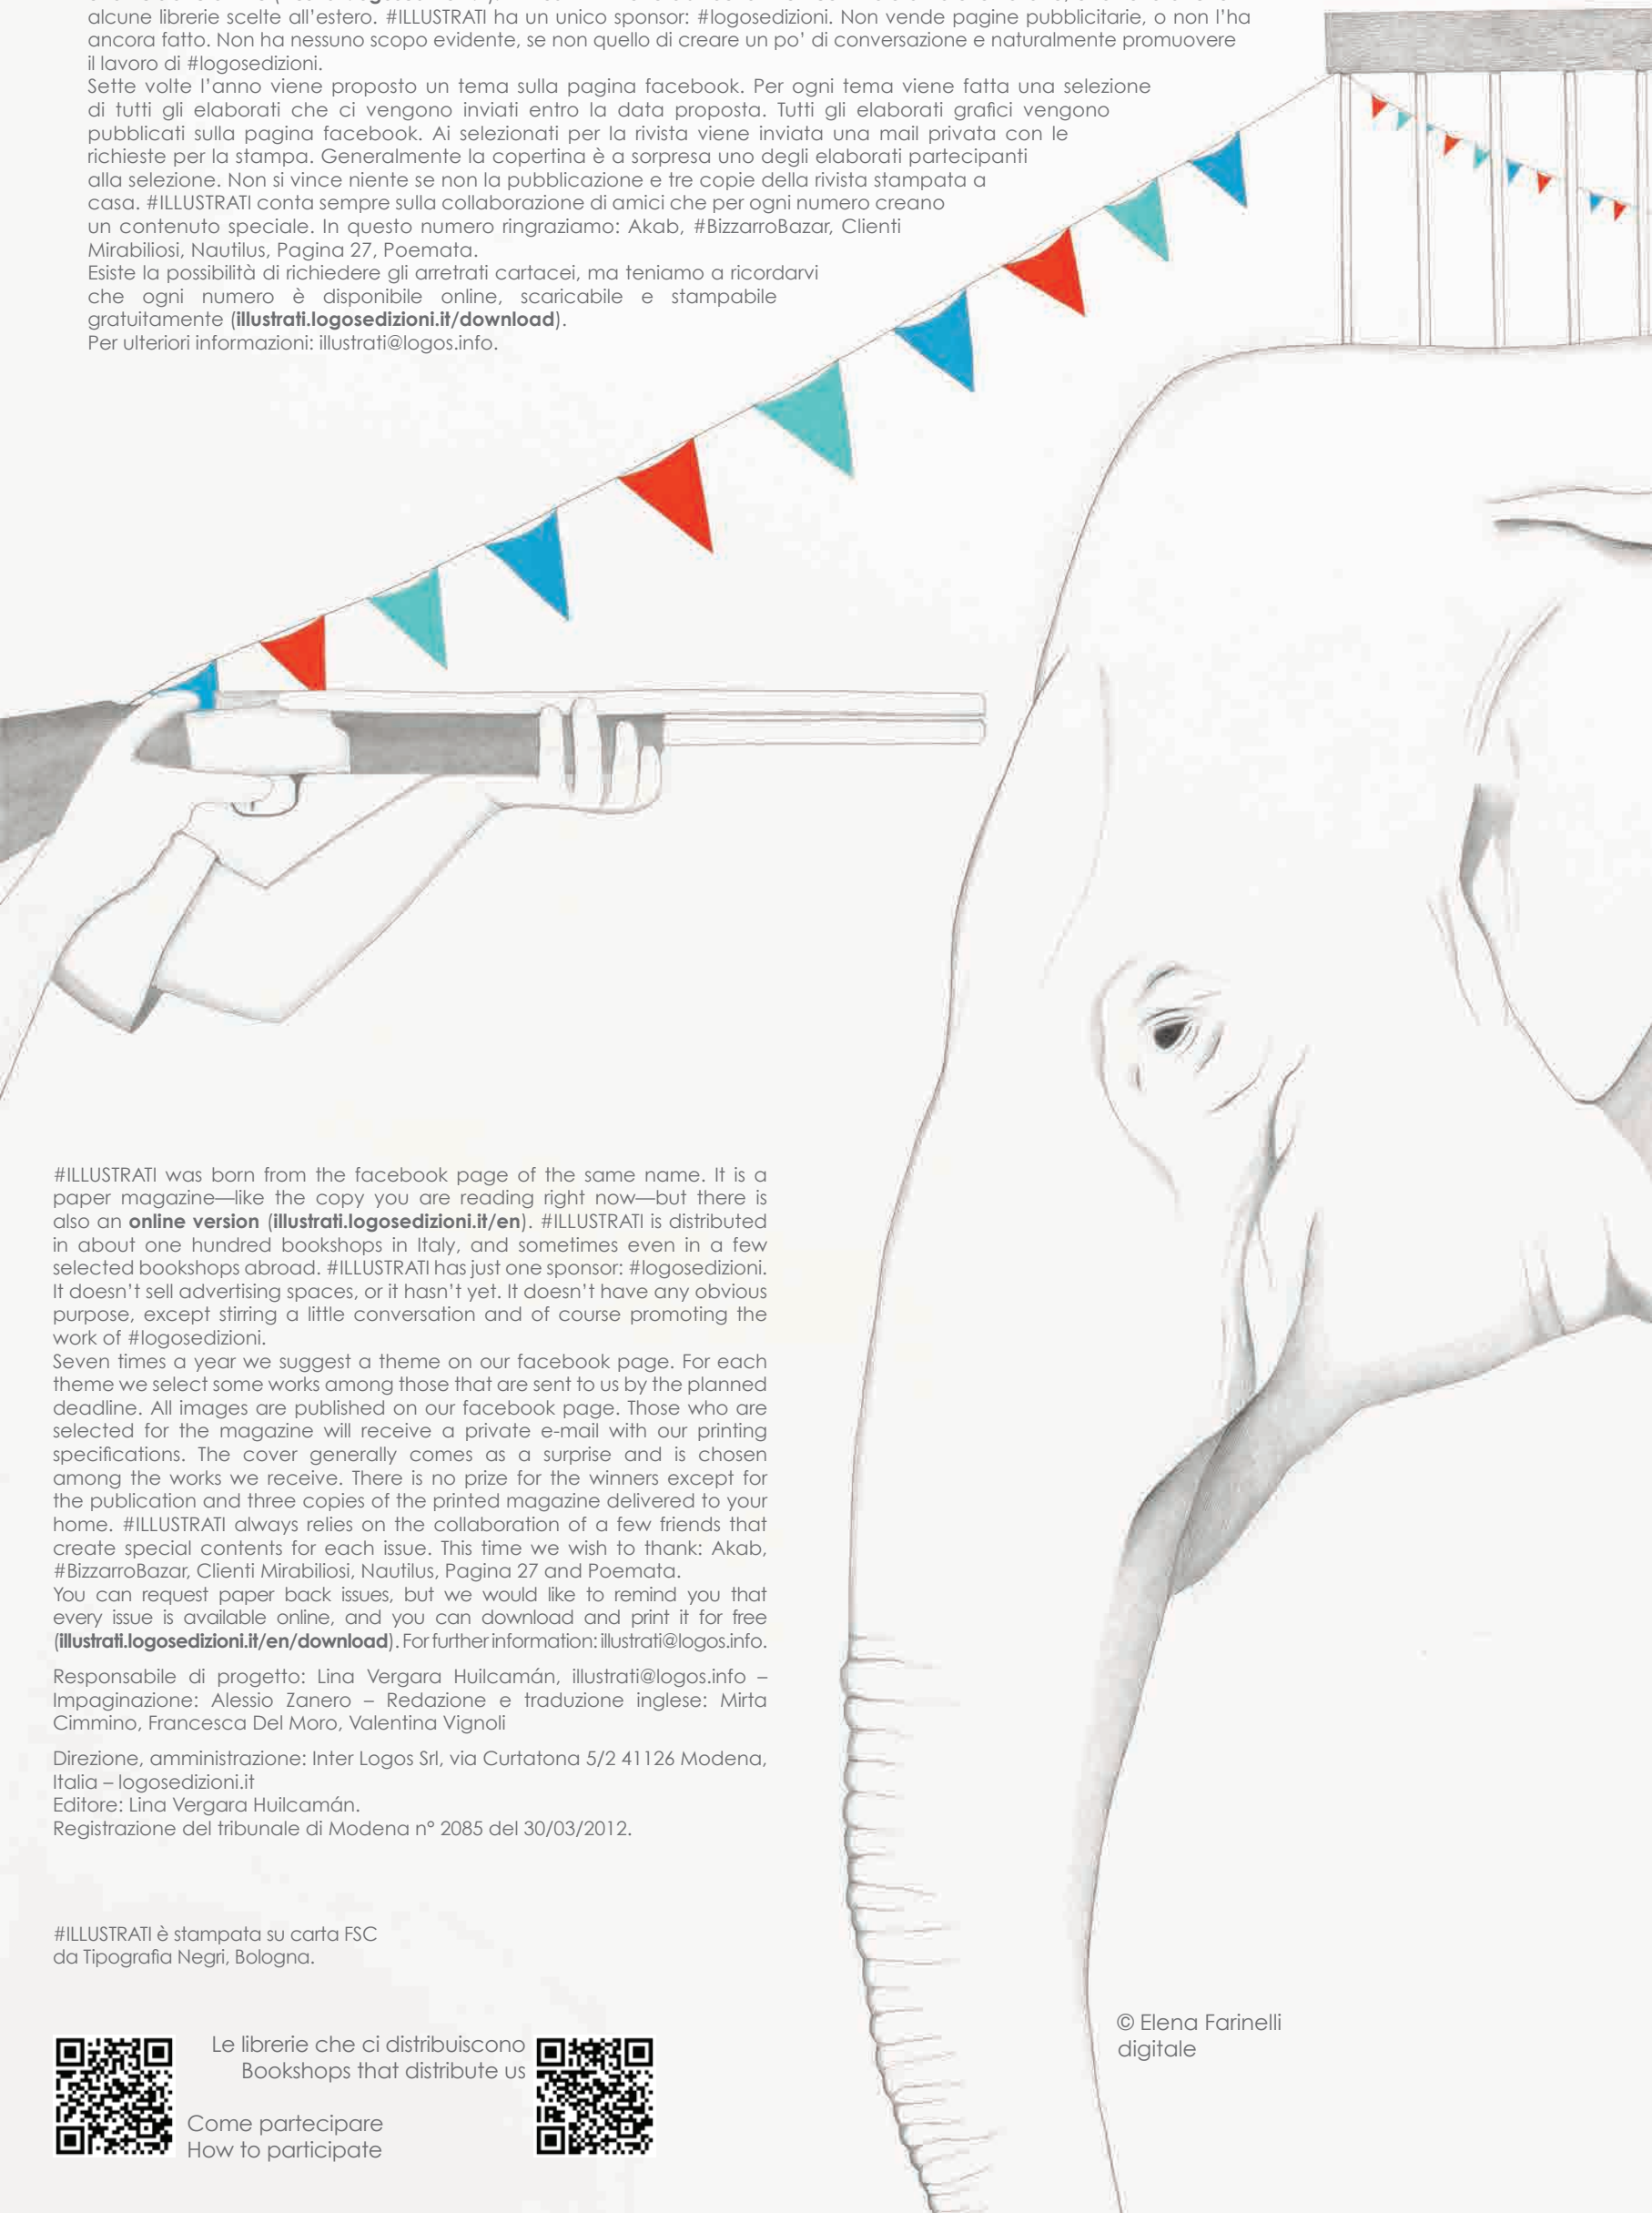 alcune librerie scelte all’estero. #ILLUSTRATI ha un unico sponsor: #logosedizioni. Non vende pagine pubblicitarie, o non l’ha
ancora fatto. Non ha nessuno scopo evidente, se non quello di creare un po’ di conversazione e naturalmente promuovere
il lavoro di #logosedizioni.
Sette volte l’anno viene proposto un tema sulla pagina facebook. Per ogni tema viene fatta una selezione
di tutti gli elaborati che ci vengono inviati entro la data proposta. Tutti gli elaborati grafici vengono
pubblicati sulla pagina facebook. Ai selezionati per la rivista viene inviata una mail privata con le
richieste per la stampa. Generalmente la copertina è a sorpresa uno degli elaborati partecipanti
alla selezione. Non si vince niente se non la pubblicazione e tre copie della rivista stampata a
casa. #ILLUSTRATI conta sempre sulla collaborazione di amici che per ogni numero creano
un contenuto speciale. In questo numero ringraziamo: Akab, #BizzarroBazar, Clienti
Mirabiliosi, Nautilus, Pagina 27, Poemata.
Esiste la possibilità di richiedere gli arretrati cartacei, ma teniamo a ricordarvi
che ogni numero è disponibile online, scaricabile e stampabile
gratuitamente (illustrati.logosedizioni.it/download).
Per ulteriori informazioni: illustrati@logos.info.
#ILLUSTRATI was born from the facebook page of the same name. It is a
paper magazine—like the copy you are reading right now—but there is
also an online version (illustrati.logosedizioni.it/en). #ILLUSTRATI is distributed
in about one hundred bookshops in Italy, and sometimes even in a few
selected bookshops abroad. #ILLUSTRATI has just one sponsor: #logosedizioni.
It doesn’t sell advertising spaces, or it hasn’t yet. It doesn’t have any obvious
purpose, except stirring a little conversation and of course promoting the
work of #logosedizioni.
Seven times a year we suggest a theme on our facebook page. For each
theme we select some works among those that are sent to us by the planned
deadline. All images are published on our facebook page. Those who are
selected for the magazine will receive a private e-mail with our printing
specifications. The cover generally comes as a surprise and is chosen
among the works we receive. There is no prize for the winners except for
the publication and three copies of the printed magazine delivered to your
home. #ILLUSTRATI always relies on the collaboration of a few friends that
create special contents for each issue. This time we wish to thank: Akab,
#BizzarroBazar, Clienti Mirabiliosi, Nautilus, Pagina 27 and Poemata.
You can request paper back issues, but we would like to remind you that
every issue is available online, and you can download and print it for free
(illustrati.logosedizioni.it/en/download). For further information: illustrati@logos.info.
Responsabile di progetto: Lina Vergara Huilcamán, illustrati@logos.info –
Impaginazione: Alessio Zanero – Redazione e traduzione inglese: Mirta
Cimmino, Francesca Del Moro, Valentina Vignoli
Direzione, amministrazione: Inter Logos Srl, via Curtatona 5/2 41126 Modena,
Italia – logosedizioni.it
Editore: Lina Vergara Huilcamán.
Registrazione del tribunale di Modena n° 2085 del 30/03/2012.
#ILLUSTRATI è stampata su carta FSC
da Tipografia Negri, Bologna.
Le librerie che ci distribuiscono
Bookshops that distribute us
Come partecipare
How to participate
© Elena Farinelli
digitale